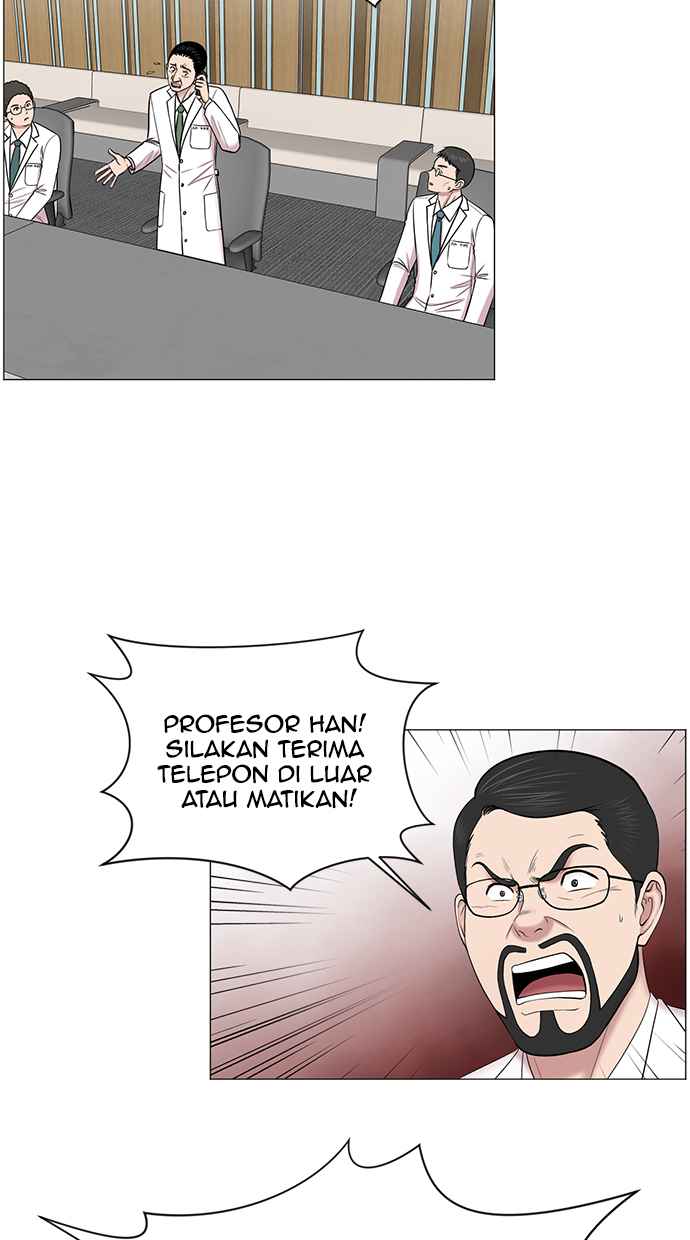 PROFESOR HAN!
SILAKAN TERIMA
TELEPON DI LUAR
ATAU MATIKAN!